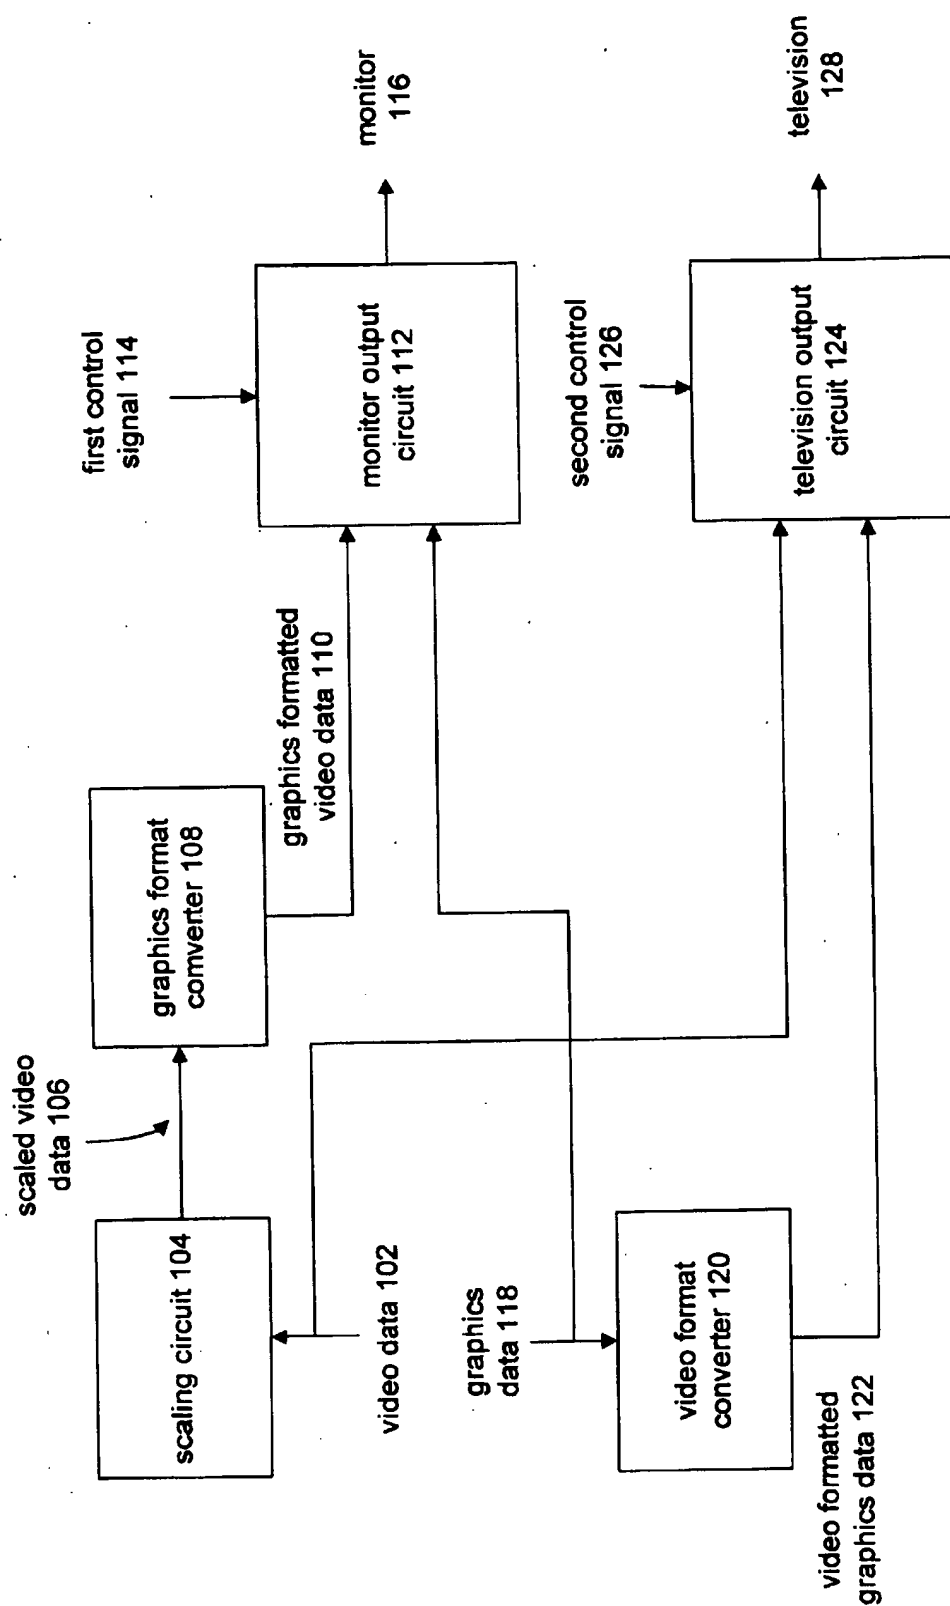 scaled video
data 106
scaling circuit 104
graphics format
comverter 108
first control
signal 114
graphics formatted
video data 110
monitor output
circuit 112
monitor
116
video data 102
graphics
data 118
video format
converter 120
video formatted
graphics data 122
second control
signal 126
television output
circuit 124
television
128